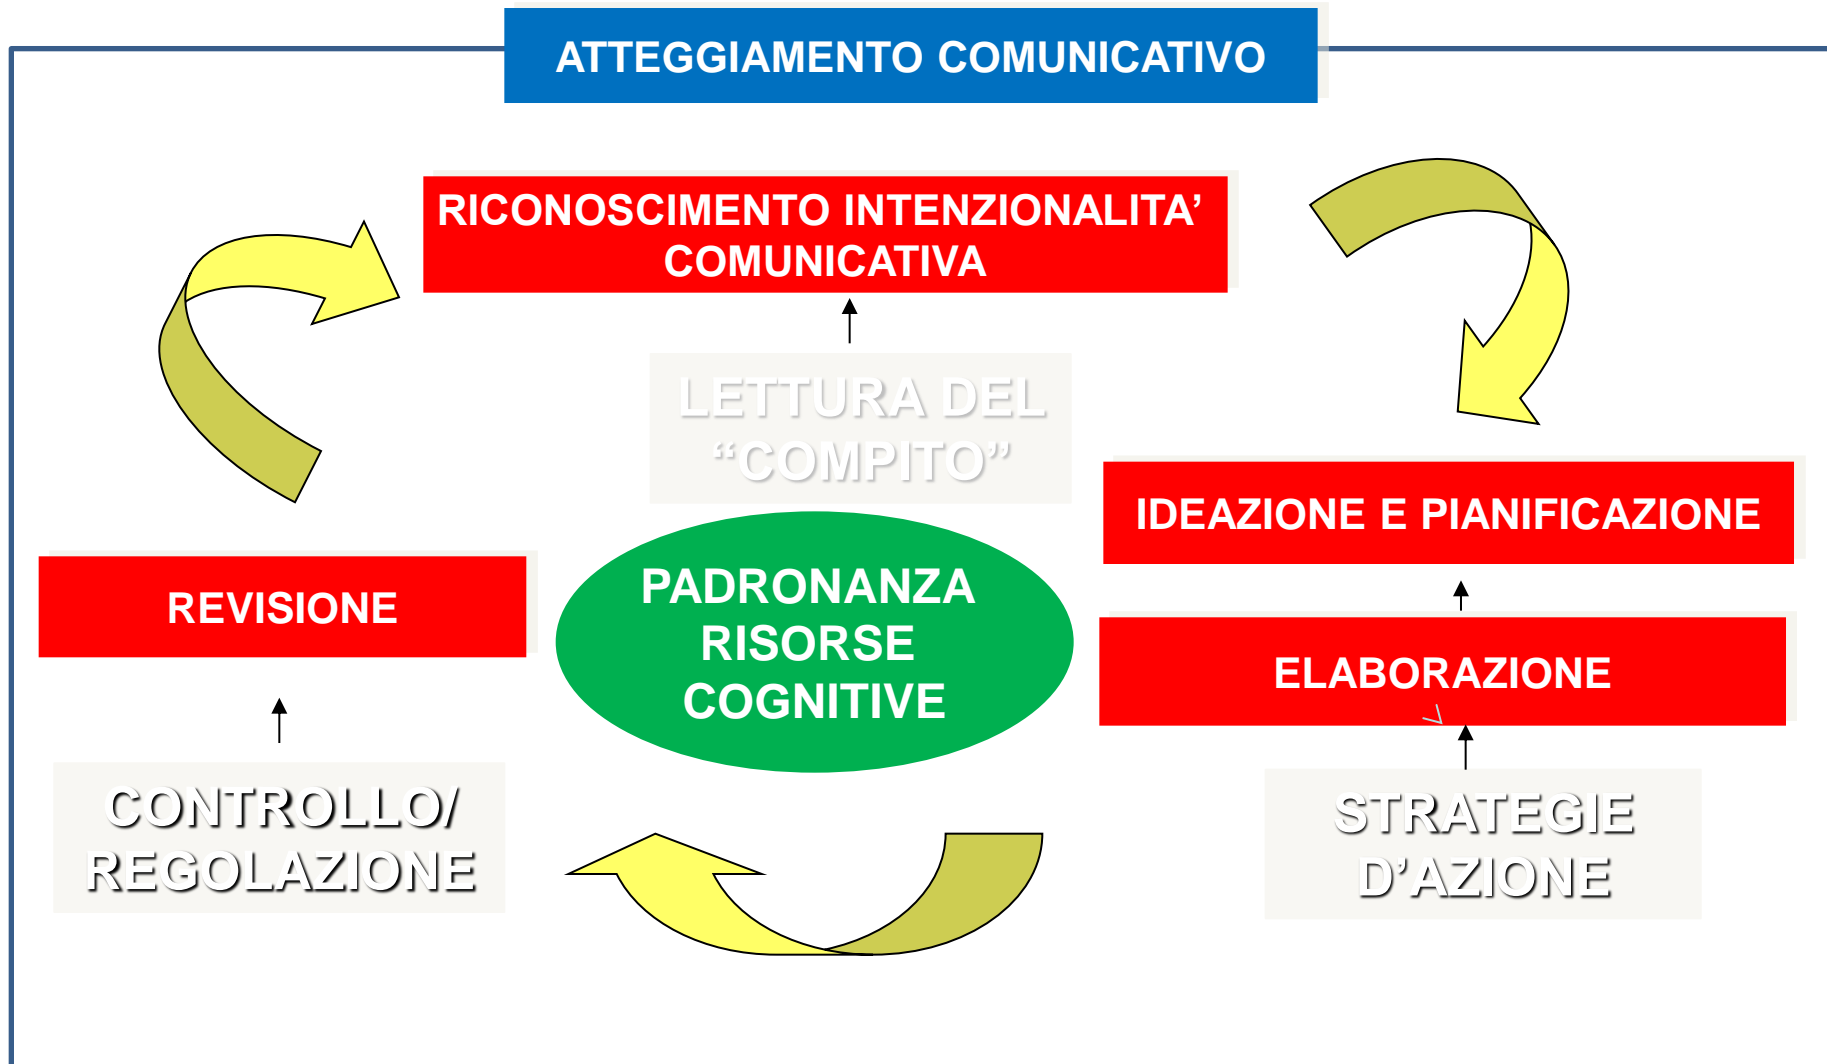 ATTEGGIAMENTO COMUNICATIVO
RICONOSCIMENTO INTENZIONALITA’
COMUNICATIVA
LETTURA DEL
“COMPITO”
IDEAZIONE E PIANIFICAZIONE
REVISIONE
PADRONANZA
RISORSE
COGNITIVE
ELABORAZIONE
CONTROLLO/
REGOLAZIONE
STRATEGIE
D’AZIONE